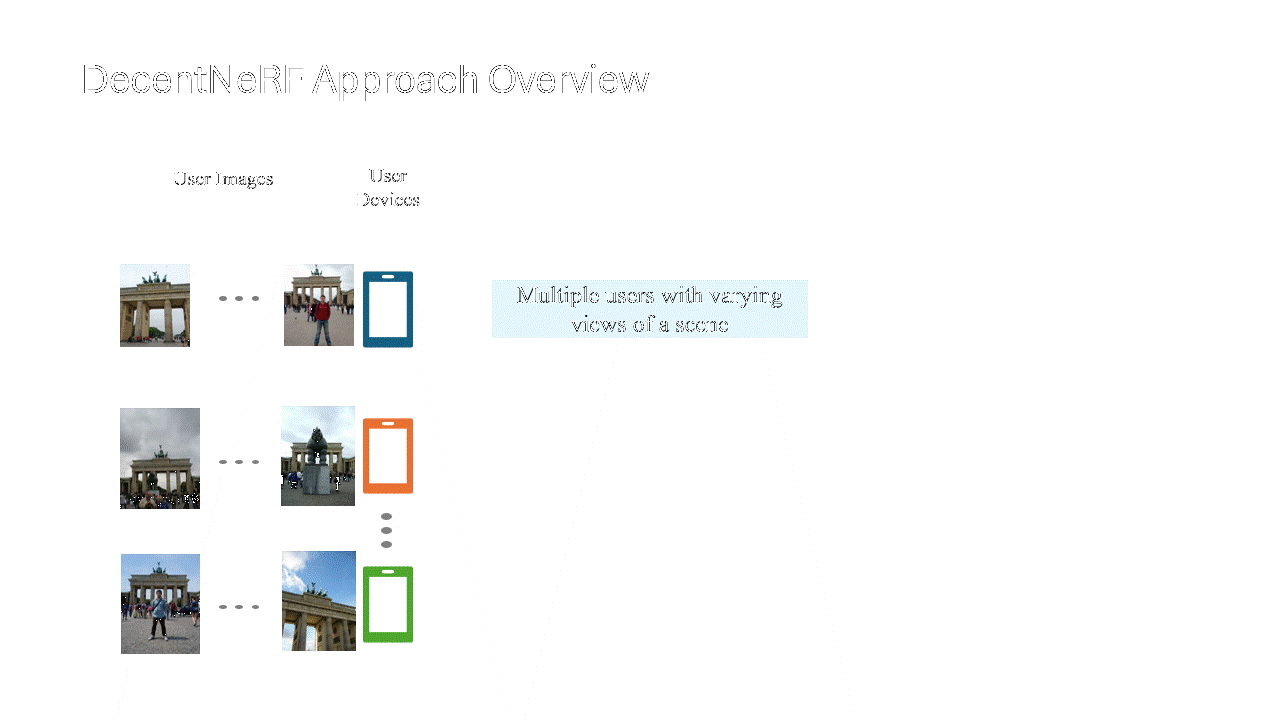 DecentNeRF Approach Overview
User Images
User
Devices
Multiple users with varying
views of a scene